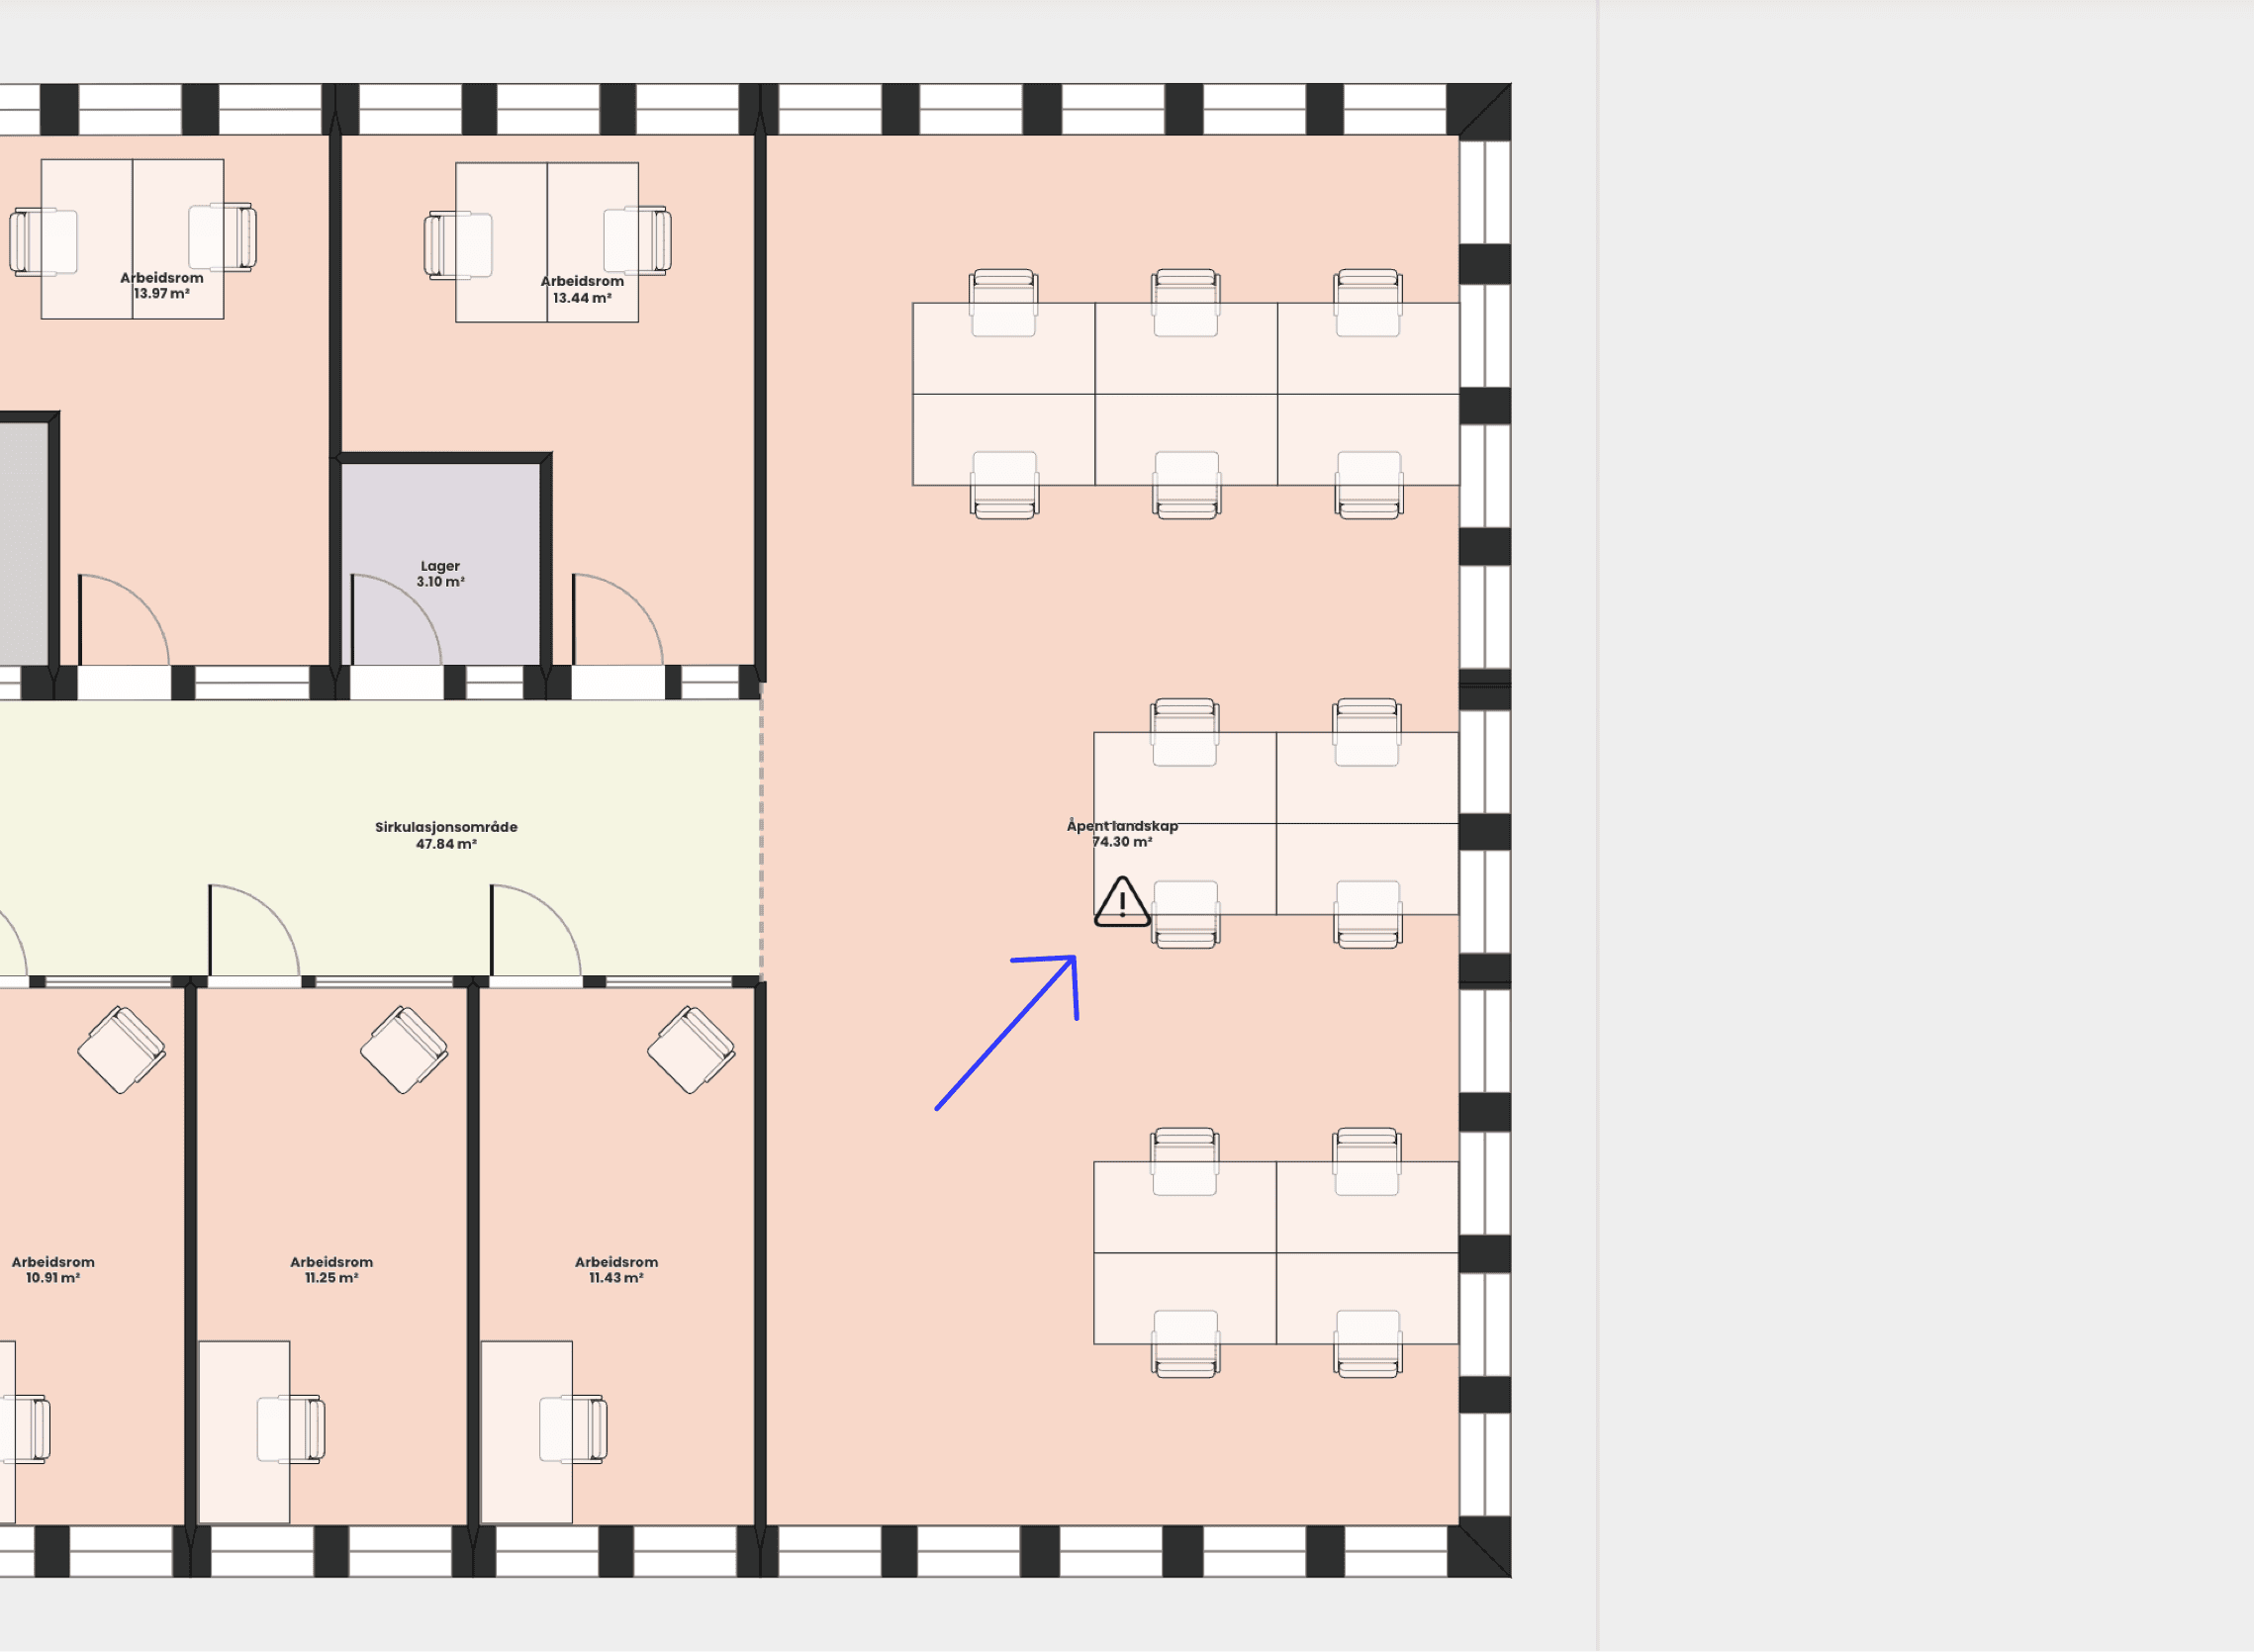 Arbeidsrom
13.97 m²
Arbeidsrom
13.44 m²
Lager
3.10 m²
Sirkulasjonsområde
47.84 m²
Åpent landskap
74.30 m²
Arbeidsrom
10.91 m²
Arbeidsrom
11.25 m²
Arbeidsrom
11.43 m²